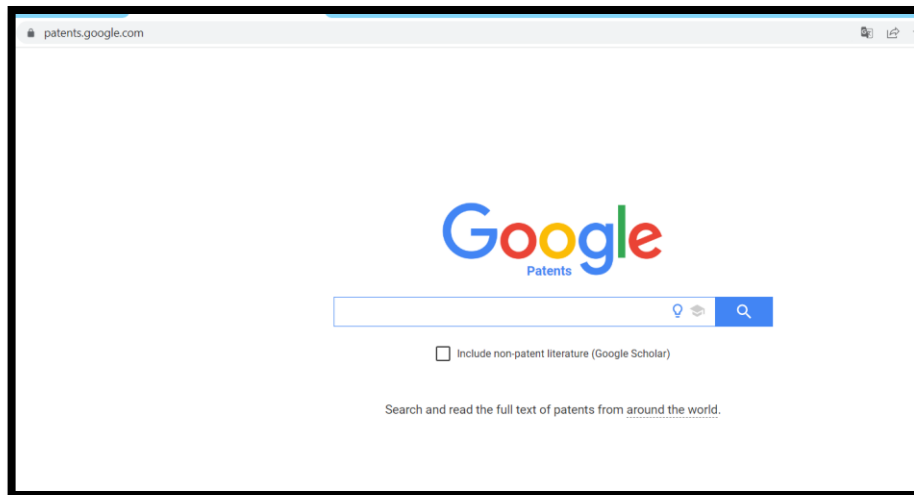 patents.google.com
Google
Patents
Include non-patent literature (Google Scholar)
Search and read the full text of patents from around the world.